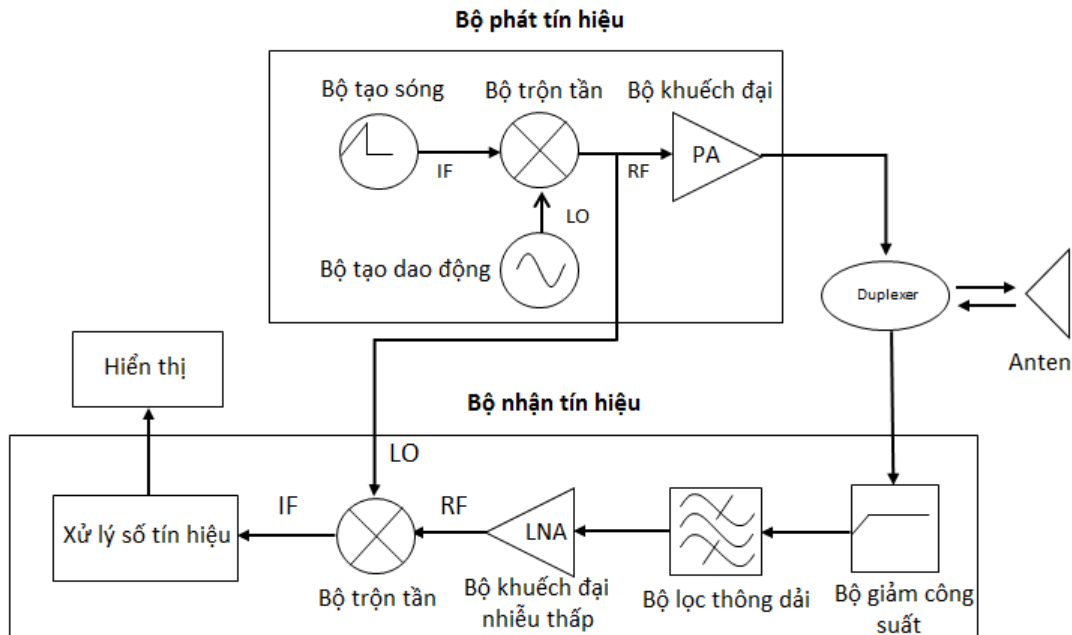 Bộ phát tín hiệu
Bộ tạo sóng
Bộ trộn tần
Bộ khuếch đại
IF
RF
PA
LO
Bộ tạo dao động
Duplexer
Anten
Hiển thị
Bộ nhận tín hiệu
LO
Xử lý số tín hiệu
IF
RF
LNA
Bộ trộn tần
Bộ khuếch đại
nhiễu thấp
Bộ lọc thông dải
Bộ giảm công
suất